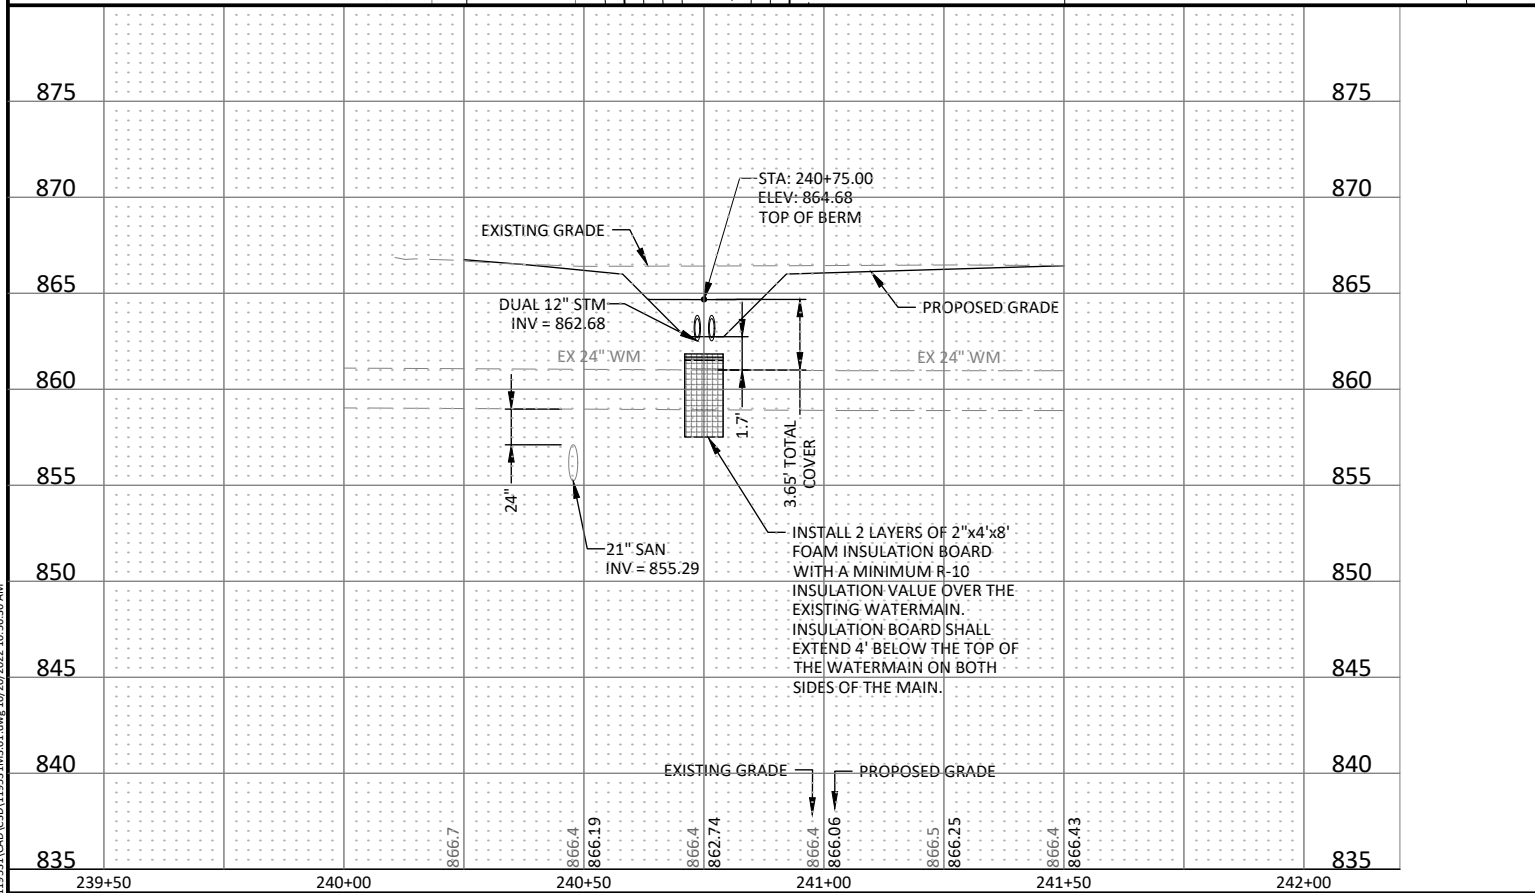 875
875
870
870
865
865
860
860
855
855
850
850
845
845
840
840
835
835
STA: 240+75.00
ELEV: 864.68
TOP OF BERM
EXISTING GRADE
DUAL 12" STM
INV = 862.68
PROPOSED GRADE
EX 24" WM
EX 24" WM
1.7'
3.65' TOTAL
COVER
24"
21" SAN
INV = 855.29
INSTALL 2 LAYERS OF 2"x4'x8'
FOAM INSULATION BOARD
WITH A MINIMUM R-10
INSULATION VALUE OVER THE
EXISTING WATERMAIN.
INSULATION BOARD SHALL
EXTEND 4' BELOW THE TOP OF
THE WATERMAIN ON BOTH
SIDES OF THE MAIN.
EXISTING GRADE
PROPOSED GRADE
866.7
866.4
866.19
866.4
862.74
866.4
866.06
866.5
866.25
866.4
866.43
239+50
240+00
240+50
241+00
241+50
242+00